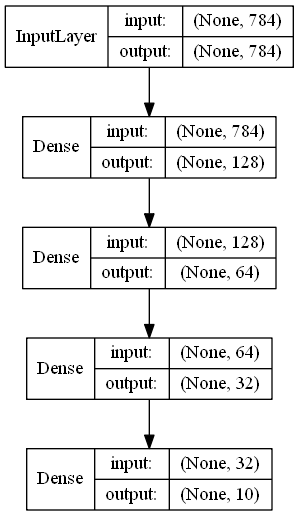 InputLayer
input: (None, 784)
output: (None, 784)
Dense
input: (None, 784)
output: (None, 128)
Dense
input: (None, 128)
output: (None, 64)
Dense
input: (None, 64)
output: (None, 32)
Dense
input: (None, 32)
output: (None, 10)